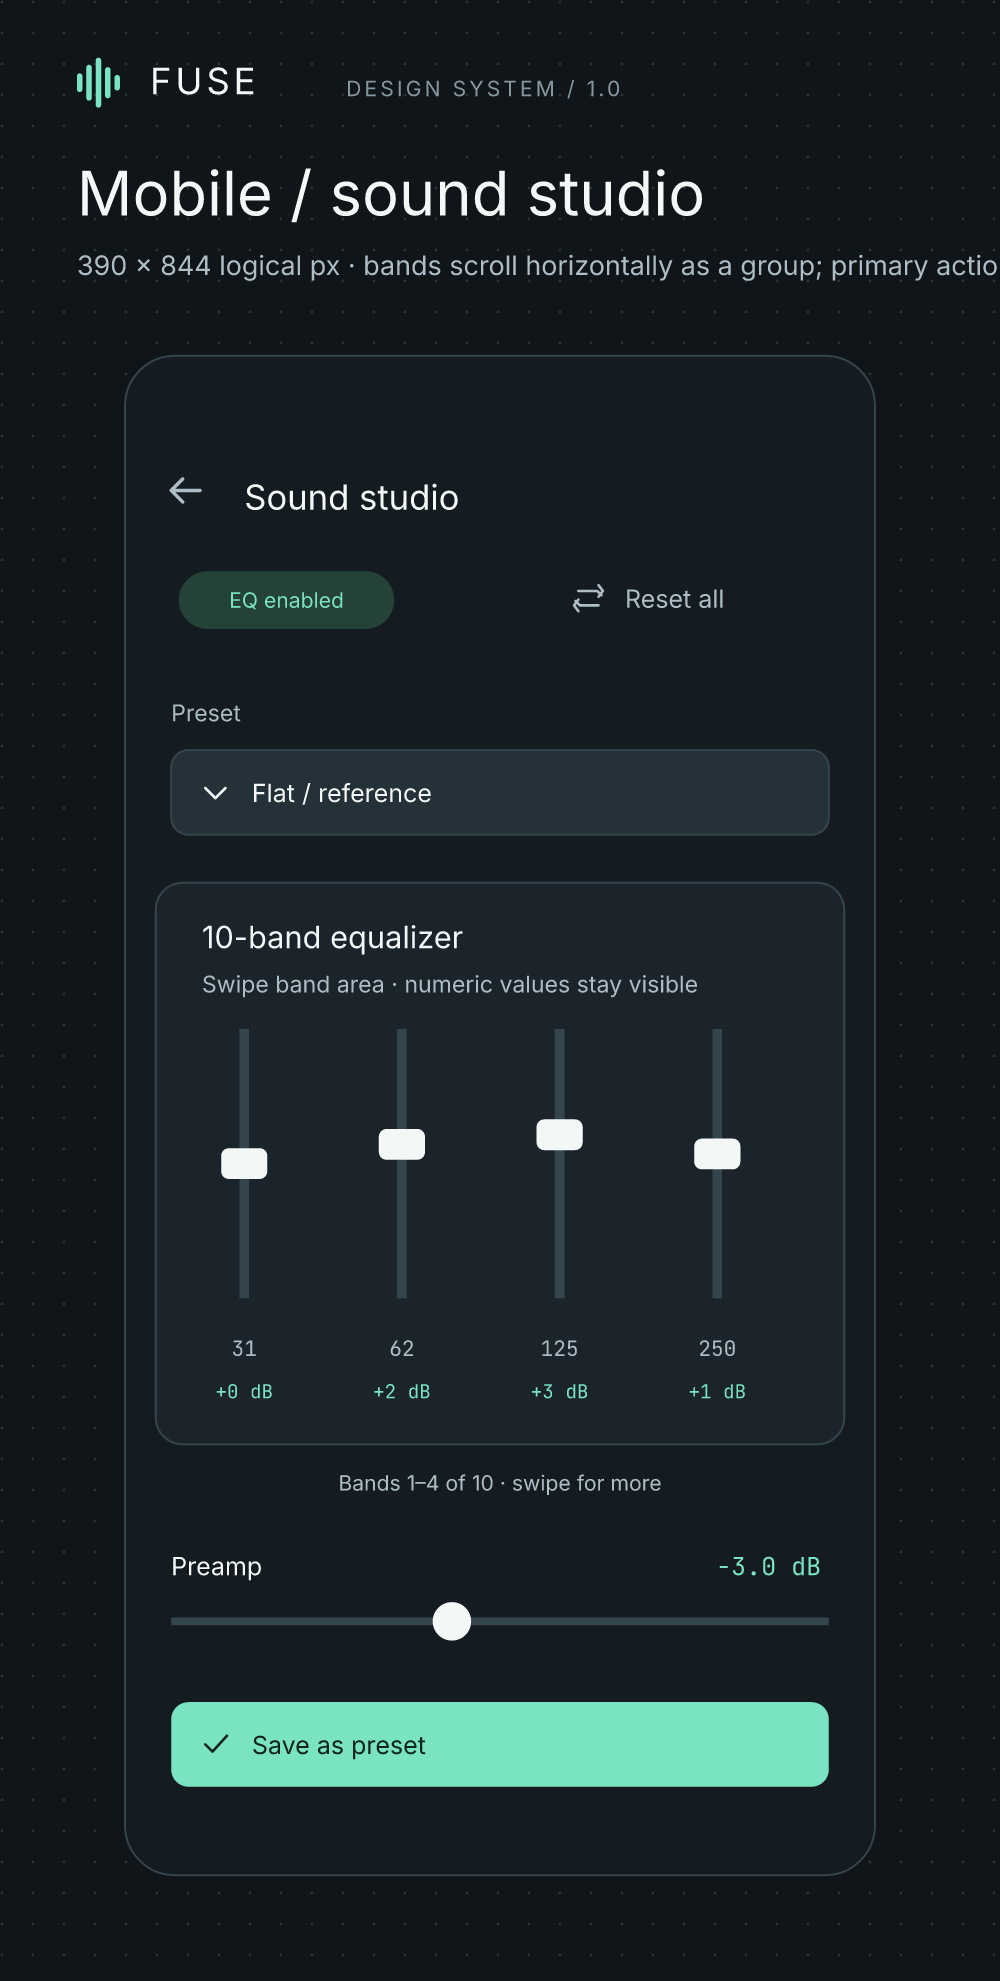 FUSE
DESIGN SYSTEM / 1.0
Mobile / sound studio
390 × 844 logical px · bands scroll horizontally as a group; primary actio
Sound studio
EQ enabled
Reset all
Preset
Flat / reference
10-band equalizer
Swipe band area · numeric values stay visible
31 62 125 250
+0 dB +2 dB +3 dB +1 dB
Bands 1–4 of 10 · swipe for more
Preamp -3.0 dB
Save as preset